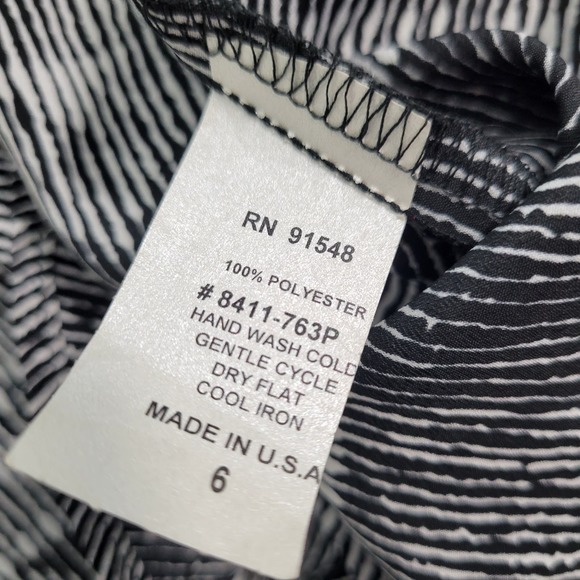 RN 91548
100% POLYESTER
# 8411-763P
HAND WASH COLD
GENTLE CYCLE
DRY FLAT
COOL IRON
MADE IN U.S.A
6